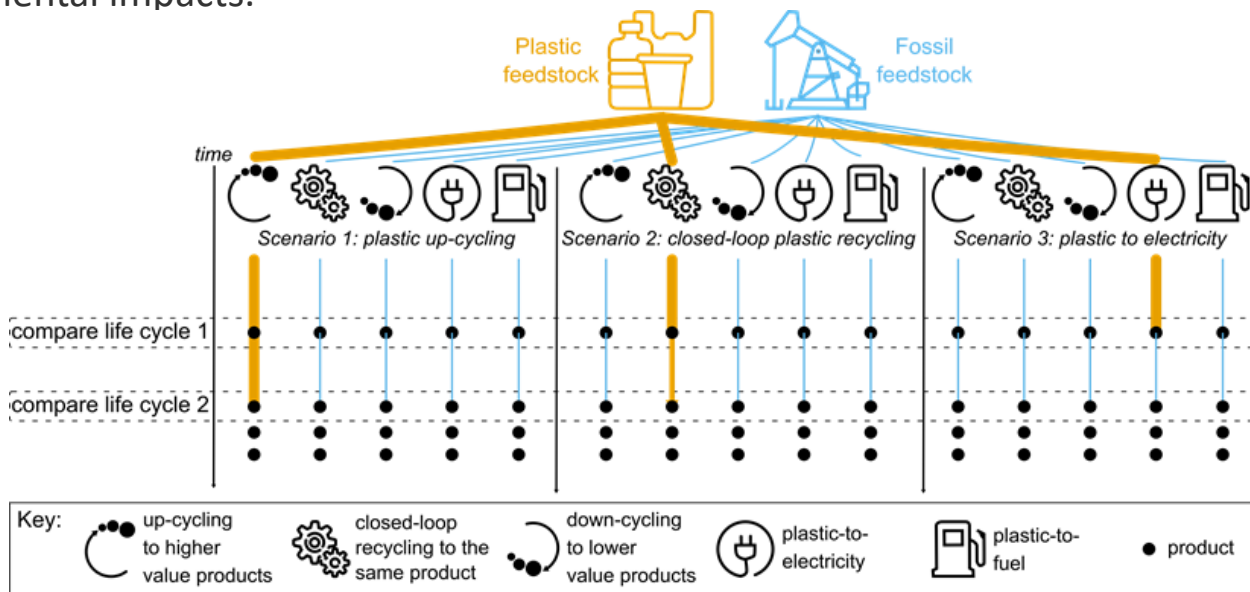 mental impacts.
Plastic
feedstock
Fossil
feedstock
time
Scenario 1: plastic up-cycling
Scenario 2: closed-loop plastic recycling
Scenario 3: plastic to electricity
compare life cycle 1
compare life cycle 2
Key:
up-cycling
to higher
value products
closed-loop
recycling to the
same product
down-cycling
to lower
value products
plastic-to-
electricity
plastic-to-
fuel
product